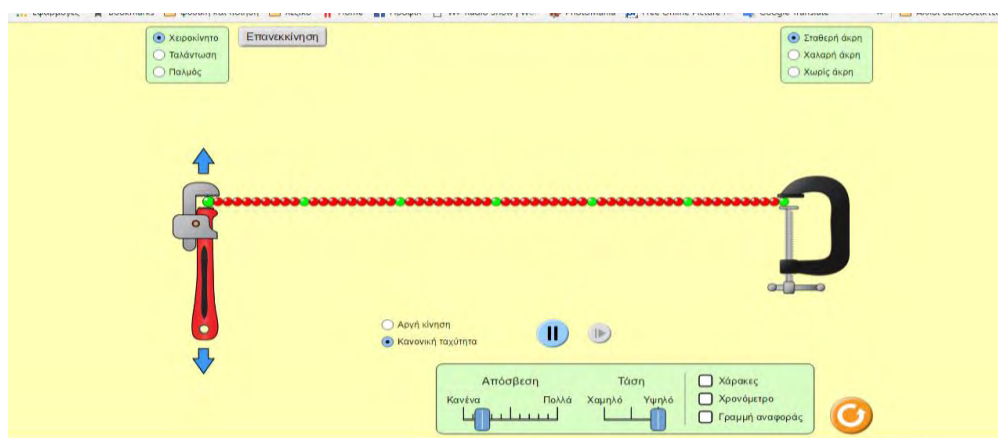 Χειροκίνητο
Ταλάντωση
Παλμός
Επανεκκίνηση
Σταθερή άκρη
Χαλαρή άκρη
Χωρίς άκρη
Αργή κίνηση
Κανονική ταχύτητα
Απόσβεση
Κανένα Πολλά
Τάση
Χαμηλό Υψηλό
Χάρακες
Χρονόμετρο
Γραμμή αναφοράς